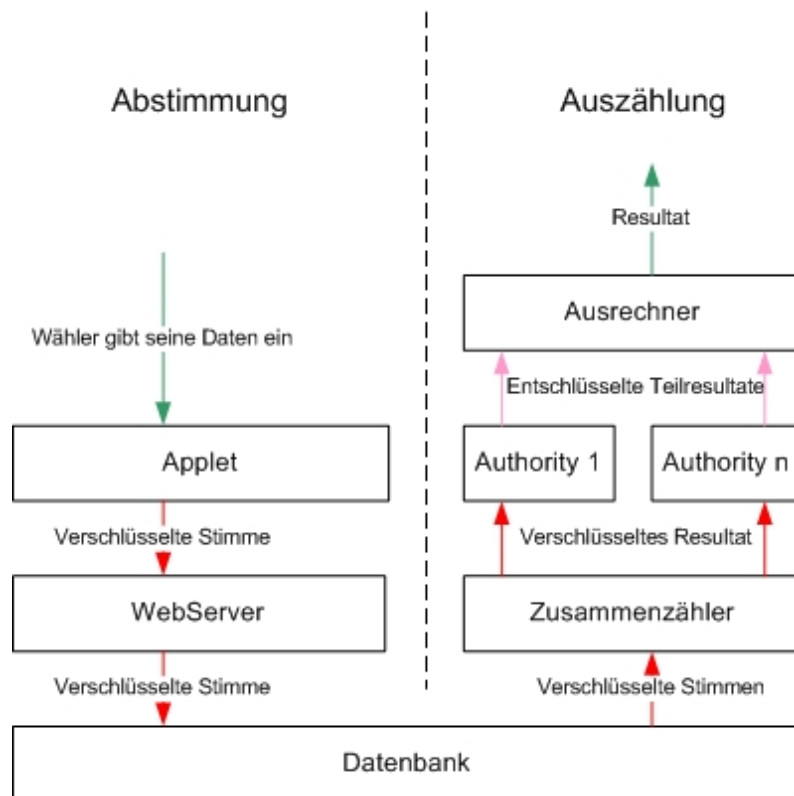 Abstimmung
Auszählung
Resultat
Ausrechner
Wähler gibt seine Daten ein
Entschlüsselte Teilresultate
Applet
Authority 1
Authority n
Verschlüsselte Stimme
Verschlüsseltes Resultat
WebServer
Zusammenzähler
Verschlüsselte Stimme
Verschlüsselte Stimmen
Datenbank